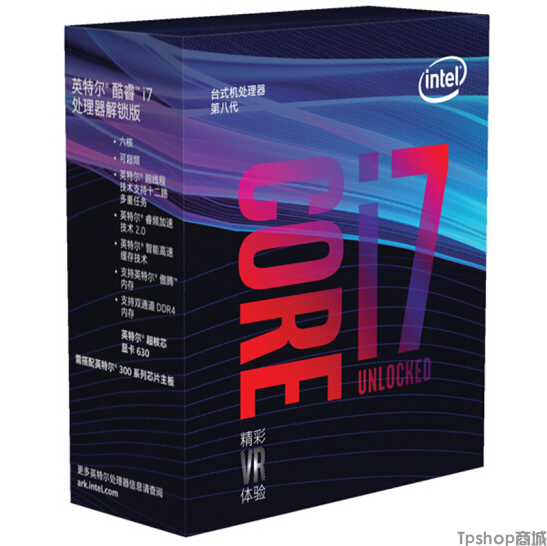 英特尔® 酷睿™ i7
处理器解锁版
• 六核
• 可超频
• 英特尔® 超线程
技术支持十二路
多重任务
• 英特尔® 睿频加速
技术 2.0
• 英特尔® 智能高速
缓存技术
• 支持英特尔® 傲腾™
内存
• 支持双通道 DDR4
内存
英特尔® 超核芯
显卡 630
需搭配英特尔® 300 系列芯片主板
更多英特尔处理器信息请查阅
ark.intel.com
台式机处理器
第八代
intel
CORE
i7
UNLOCKED
精彩
VR
体验
Tpshop商城